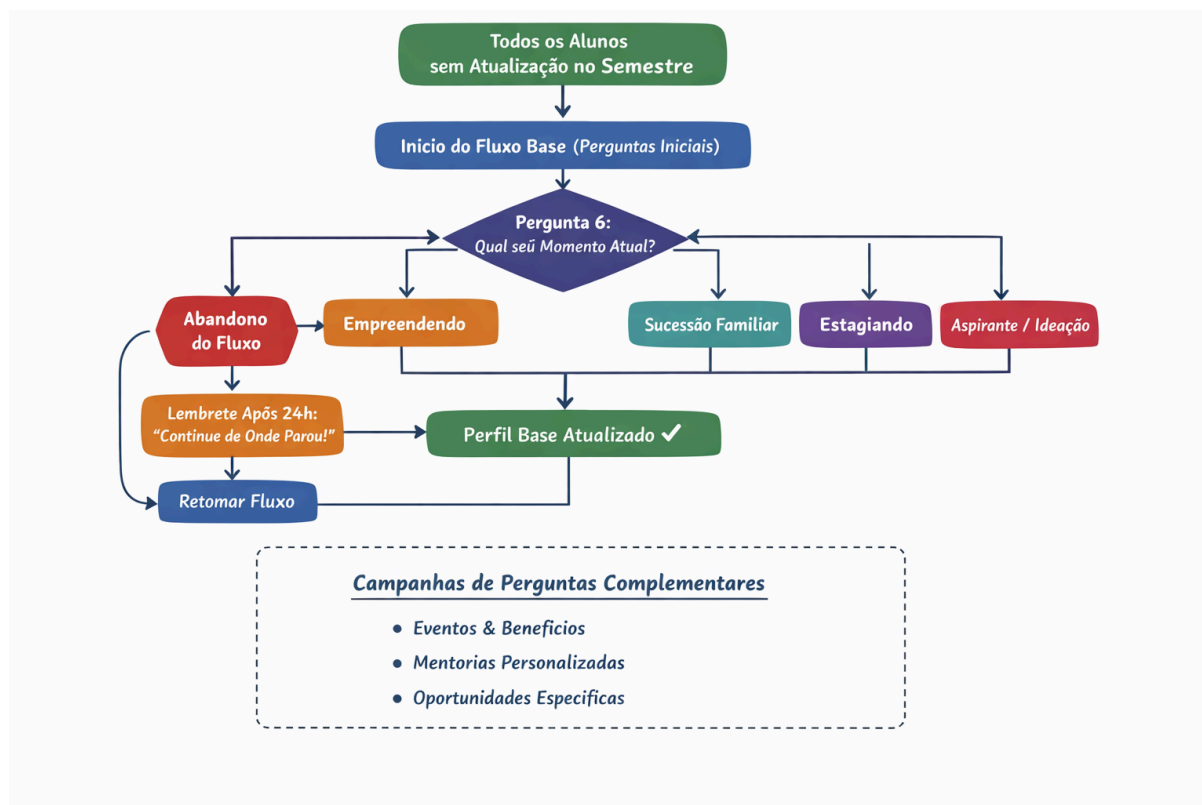 Todos os Alunos
sem Atualização no Semestre
Inicio do Fluxo Base (Perguntas Iniciais)
Pergunta 6:
Qual seú Momento Atual?
Abandono
do Fluxo
Empreendendo
Sucessão Familiar
Estagiando
Aspirante / Ideação
Lembrete Após 24h:
“Continue de Onde Parou!”
Perfil Base Atualizado ✓
Retomar Fluxo
Campanhas de Perguntas Complementares
• Eventos & Beneficios
• Mentorias Personalizadas
• Oportunidades Especificas